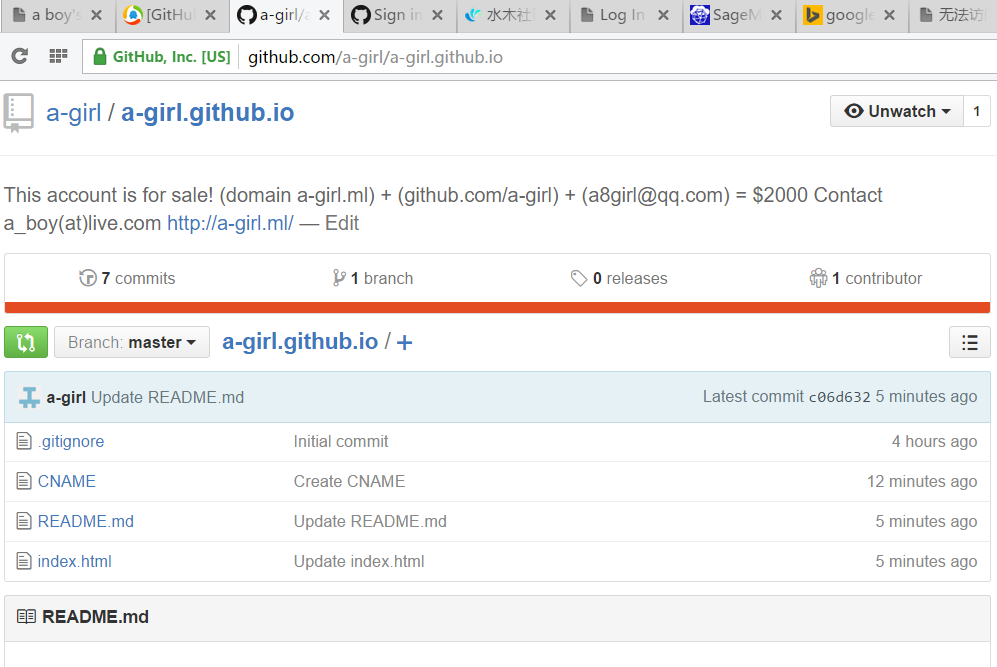 a boy's
[GitHu
a-girl/a
Sign in
水木社
Log In
SageM
google
无法访
GitHub, Inc. [US] github.com/a-girl/a-girl.github.io
a-girl / a-girl.github.io
Unwatch 1
This account is for sale! (domain a-girl.ml) + (github.com/a-girl) + (a8girl@qq.com) = $2000 Contact
a_boy(at)live.com http://a-girl.ml/ — Edit
7 commits 1 branch 0 releases 1 contributor
Branch: master a-girl.github.io / +
a-girl Update README.md Latest commit c06d632 5 minutes ago
.gitignore Initial commit 4 hours ago
CNAME Create CNAME 12 minutes ago
README.md Update README.md 5 minutes ago
index.html Update index.html 5 minutes ago
README.md